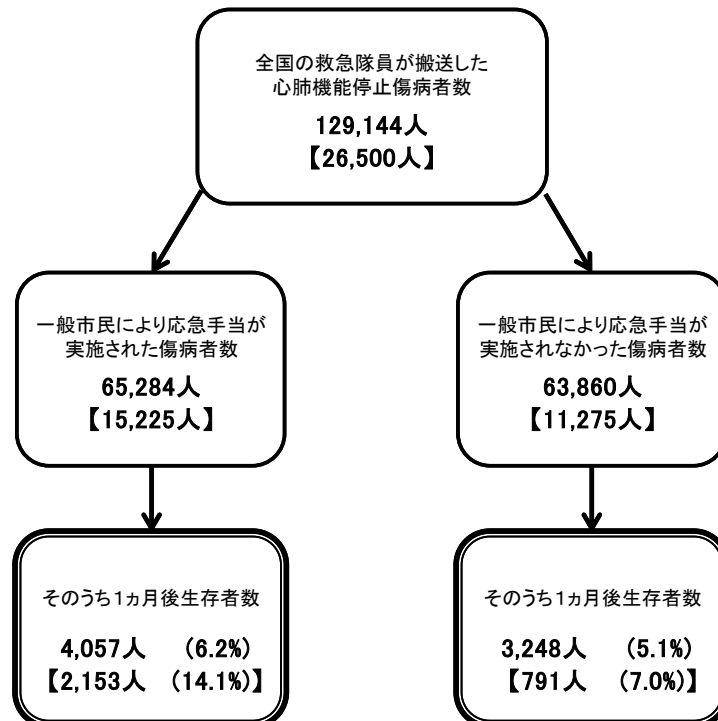 全国の救急隊員が搬送した
心肺機能停止傷病者数
129,144人
【26,500人】
一般市民により応急手当が
実施された傷病者数
65,284人
【15,225人】
一般市民により応急手当が
実施されなかった傷病者数
63,860人
【11,275人】
そのうち1ヵ月後生存者数
4,057人 (6.2%)
【2,153人 (14.1%)】
そのうち1ヵ月後生存者数
3,248人 (5.1%)
【791人 (7.0%)】